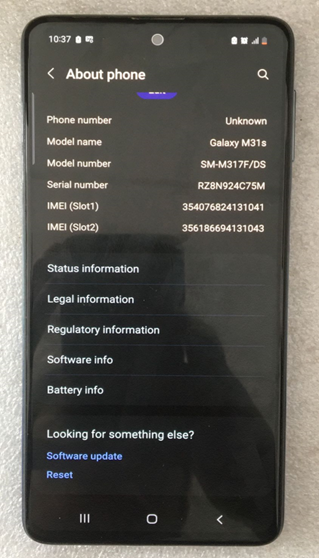 10:37
About phone
Phone number Unknown
Model name Galaxy M31s
Model number SM-M317F/DS
Serial number RZ8N924C75M
IMEI (Slot1) 354076824131041
IMEI (Slot2) 356186694131043
Status information
Legal information
Regulatory information
Software info
Battery info
Looking for something else?
Software update
Reset